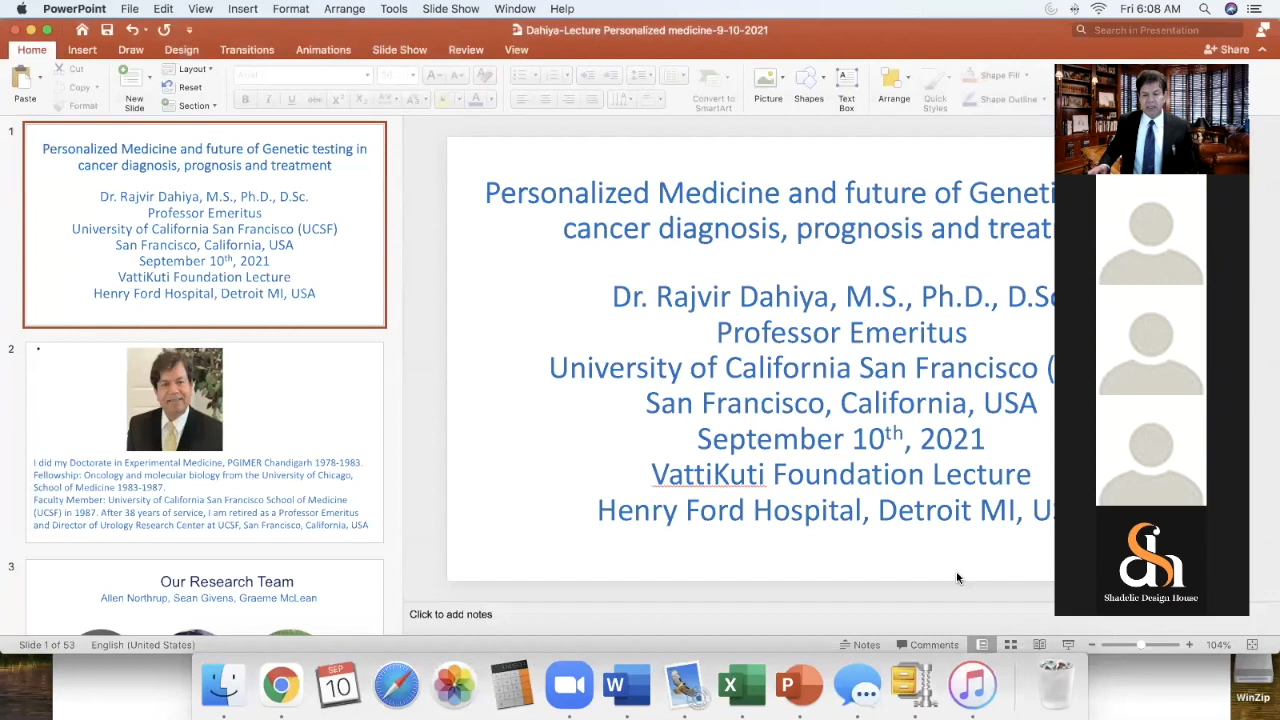 PowerPoint File Edit View Insert Format Arrange Tools Slide Show Window Help Fri 6:08 AM
Dahiya-Lecture Personalized medicine-9-10-2021
Search in Presentation
Home Insert Draw Design Transitions Animations Slide Show Review View Share
Paste
Cut
Copy
Format
New Slide
Layout
Reset
Section
Arial
14
Convert to SmartArt
Picture
Shapes
Text Box
Arrange
Quick Styles
Shape Fill
Shape Outline
1
Personalized Medicine and future of Genetic testing in
cancer diagnosis, prognosis and treatment
Dr. Rajvir Dahiya, M.S., Ph.D., D.Sc.
Professor Emeritus
University of California San Francisco (UCSF)
San Francisco, California, USA
September 10th, 2021
VattiKuti Foundation Lecture
Henry Ford Hospital, Detroit MI, USA
2
I did my Doctorate in Experimental Medicine, PGIMER Chandigarh 1978-1983.
Fellowship: Oncology and molecular biology from the University of Chicago,
School of Medicine 1983-1987.
Faculty Member: University of California San Francisco School of Medicine
(UCSF) in 1987. After 38 years of service, I am retired as a Professor Emeritus
and Director of Urology Research Center at UCSF, San Francisco, California, USA
3
Our Research Team
Allen Northrup, Sean Givens, Graeme McLean
Personalized Medicine and future of Geneti
cancer diagnosis, prognosis and treat
Dr. Rajvir Dahiya, M.S., Ph.D., D.Sc
Professor Emeritus
University of California San Francisco (
San Francisco, California, USA
September 10th, 2021
VattiKuti Foundation Lecture
Henry Ford Hospital, Detroit MI, US
Click to add notes
Shadelic Design House
Slide 1 of 53 English (United States) Notes Comments 104%
SEP
10
WinZip